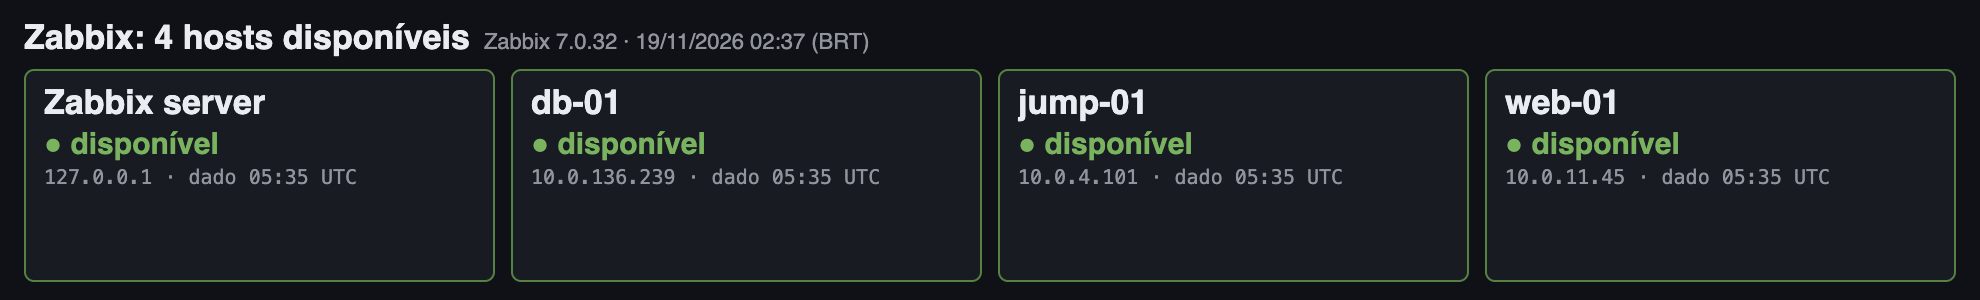 Zabbix: 4 hosts disponíveis Zabbix 7.0.32 · 19/11/2026 02:37 (BRT)
Zabbix server
● disponível
127.0.0.1 · dado 05:35 UTC
db-01
● disponível
10.0.136.239 · dado 05:35 UTC
jump-01
● disponível
10.0.4.101 · dado 05:35 UTC
web-01
● disponível
10.0.11.45 · dado 05:35 UTC